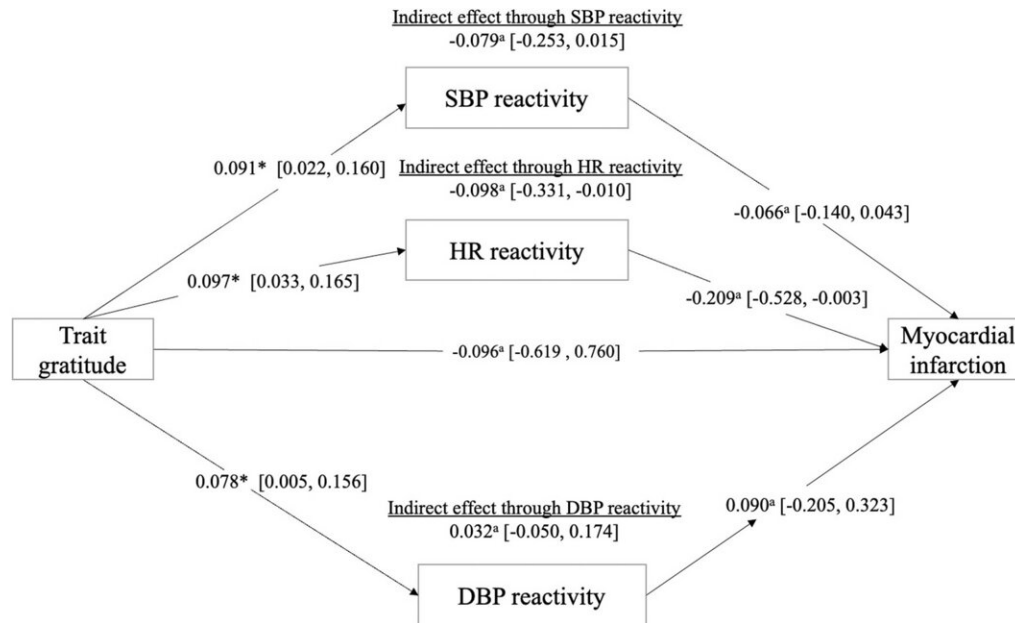 Indirect effect through SBP reactivity
-0.079ᵃ [-0.253, 0.015]
SBP reactivity
0.091* [0.022, 0.160]
Indirect effect through HR reactivity
-0.098ᵃ [-0.331, -0.010]
-0.066ᵃ [-0.140, 0.043]
HR reactivity
0.097* [0.033, 0.165]
-0.209ᵃ [-0.528, -0.003]
Trait
gratitude
-0.096ᵃ [-0.619 , 0.760]
Myocardial
infarction
0.078* [0.005, 0.156]
Indirect effect through DBP reactivity
0.032ᵃ [-0.050, 0.174]
0.090ᵃ [-0.205, 0.323]
DBP reactivity